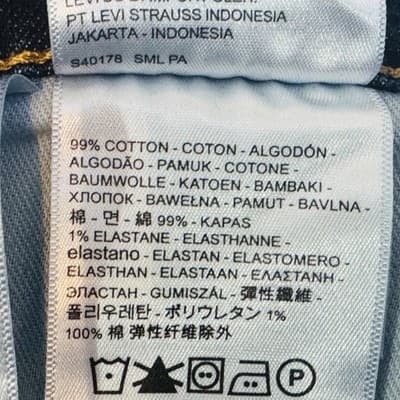 PT LEVI STRAUSS INDONESIA
JAKARTA - INDONESIA
S40178 SML PA
99% COTTON - COTON - ALGODÓN -
ALGODÃO - PAMUK - COTONE -
BAUMWOLLE - KATOEN - BAMBAKI -
ХЛОПОК - BAWEŁNA - PAMUT - BAVLNA -
棉 - 면 - 綿 99% - KAPAS
1% ELASTANE - ELASTHANNE -
elastano - ELASTAN - ELASTOMERO -
ELASTHAN - ELASTAAN - ΕΛΑΣΤΑΝΗ -
ЭЛАСТАН - GUMISZÁL - 彈性纖維 -
폴리우레탄 - ポリウレタン 1%
100% 棉 弹性纤维除外
P